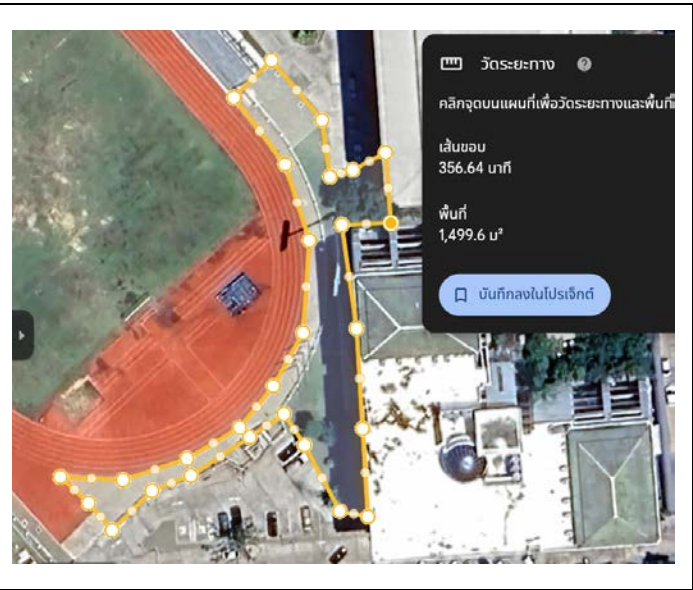 วัดระยะทาง
คลิกจุดบนแผนที่เพื่อวัดระยะทางและพื้นที่
เส้นขอบ
356.64 นาที
พื้นที่
1,499.6 ม²
บันทึกลงในโปรเจ็กต์